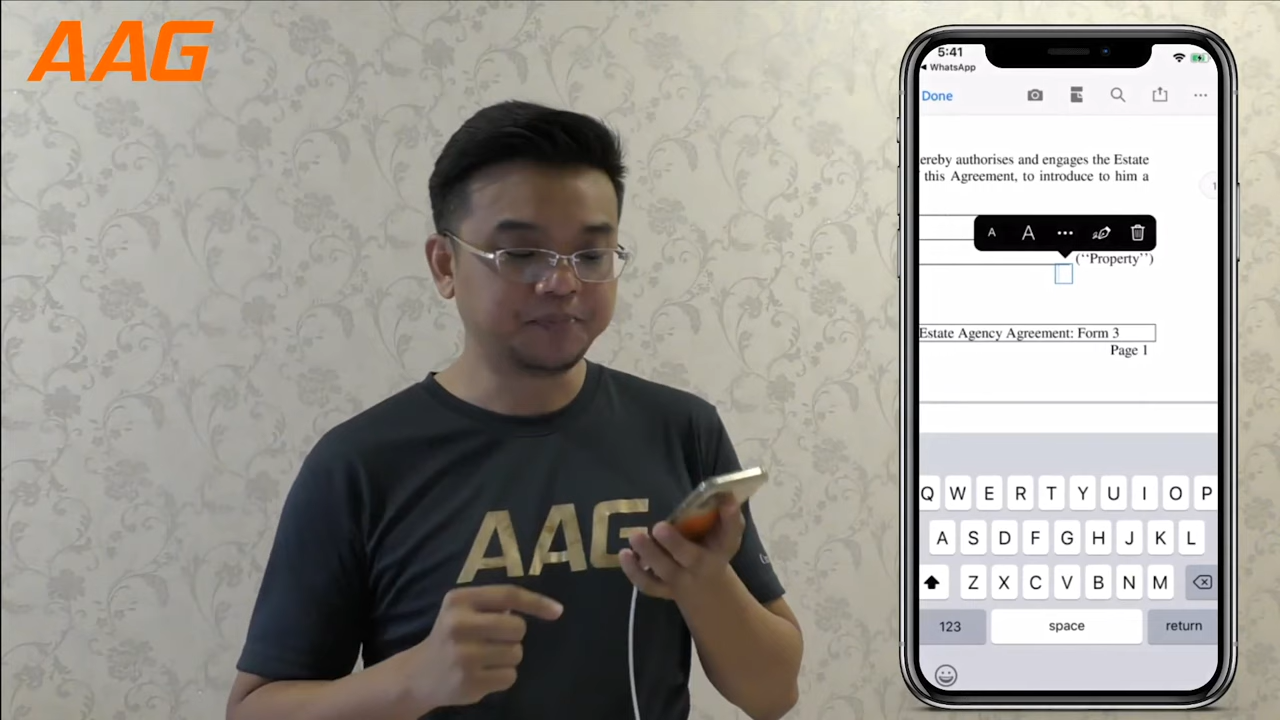 AAG
AAG
5:41
◀ WhatsApp
Done
ereby authorises and engages the Estate
this Agreement, to introduce to him a
A A
(‘‘Property’’)
Estate Agency Agreement: Form 3
Page 1
Q W E R T Y U I O P
A S D F G H J K L
Z X C V B N M
123 space return